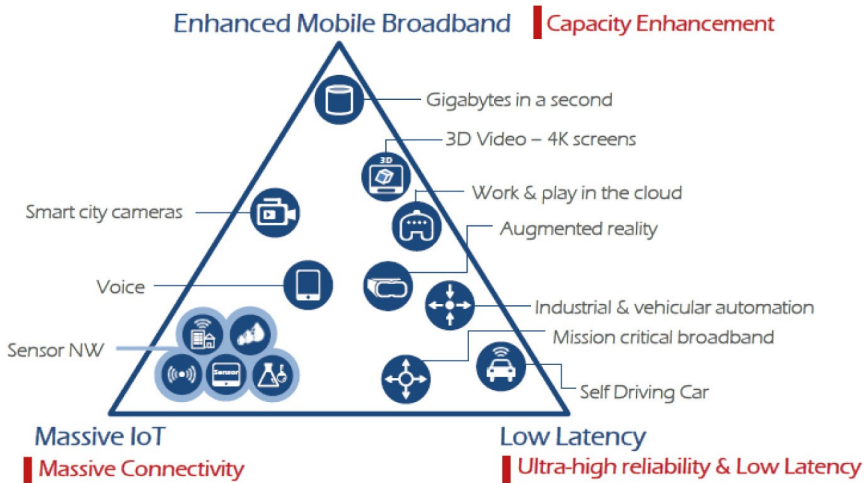 Enhanced Mobile Broadband
Capacity Enhancement
Gigabytes in a second
3D Video – 4K screens
3D
Work & play in the cloud
Smart city cameras
Augmented reality
Voice
Industrial & vehicular automation
Mission critical broadband
Sensor NW
Sensor
Self Driving Car
Massive IoT
Low Latency
Massive Connectivity
Ultra-high reliability & Low Latency